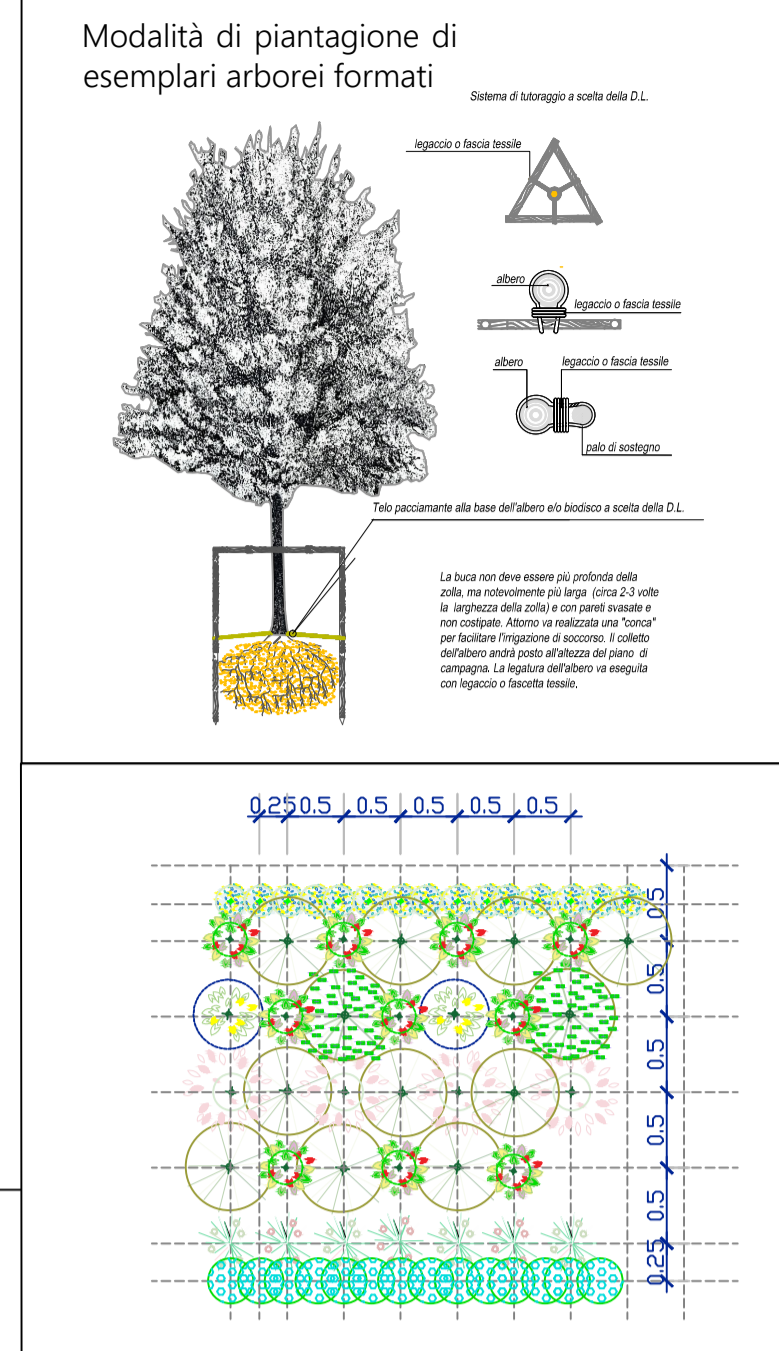 Modalità di piantagione di
esemplari arborei formati
Sistema di tutoraggio a scelta della D.L.
legaccio o fascia tessile
albero
legaccio o fascia tessile
albero
legaccio o fascia tessile
palo di sostegno
Telo pacciamante alla base dell'albero e/o biodisco a scelta della D.L.
La buca non deve essere più profonda della
zolla, ma notevolmente più larga (circa 2-3 volte
la larghezza della zolla) e con pareti svasate e
non costipate. Attorno va realizzata una "conca"
per facilitare l'irrigazione di soccorso. Il colletto
dell'albero andrà posto all'altezza del piano di
campagna. La legatura dell'albero va eseguita
con legaccio o fascetta tessile.
0.25 0.5 0.5 0.5 0.5 0.5
0.5
0.5
0.5
0.5
0.5
0.25